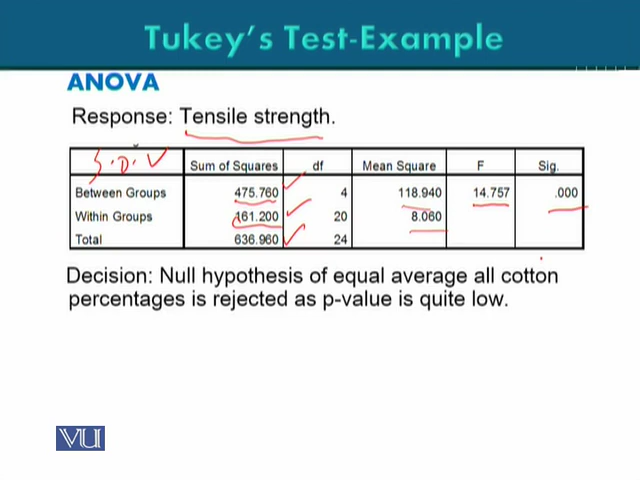 Tukey's Test-Example
ANOVA
Response: Tensile strength.
S.O.V Sum of Squares df Mean Square F Sig.
Between Groups 475.760 4 118.940 14.757 .000
Within Groups 161.200 20 8.060
Total 636.960 24
Decision: Null hypothesis of equal average all cotton
percentages is rejected as p-value is quite low.
VU